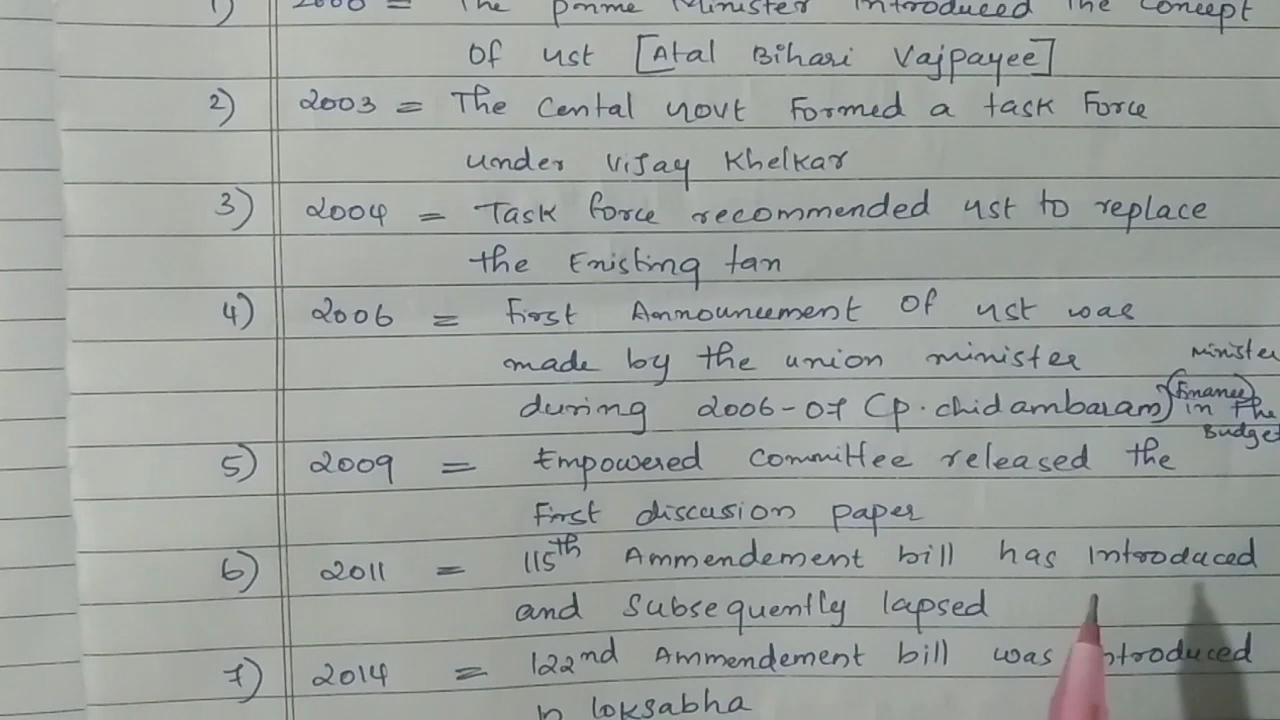 1) 2000 = The prime Minister introduced the concept
Of GST [Atal Bihari Vajpayee]
2) 2003 = The Cental Govt Formed a task Force
under Vijay Khelkar
3) 2004 = Task force recommended GST to replace
the Existing tax
4) 2006 = First Announcement Of GST was
made by the union minister minister
during 2006-07 (p. chidambaram) (Finance) in the
Budget
5) 2009 = Empowered Committee released the
First discusion paper
6) 2011 = 115th Ammendement bill has introduced
and Subsequently lapsed
7) 2014 = 122nd Ammendement bill was introduced
in loksabha